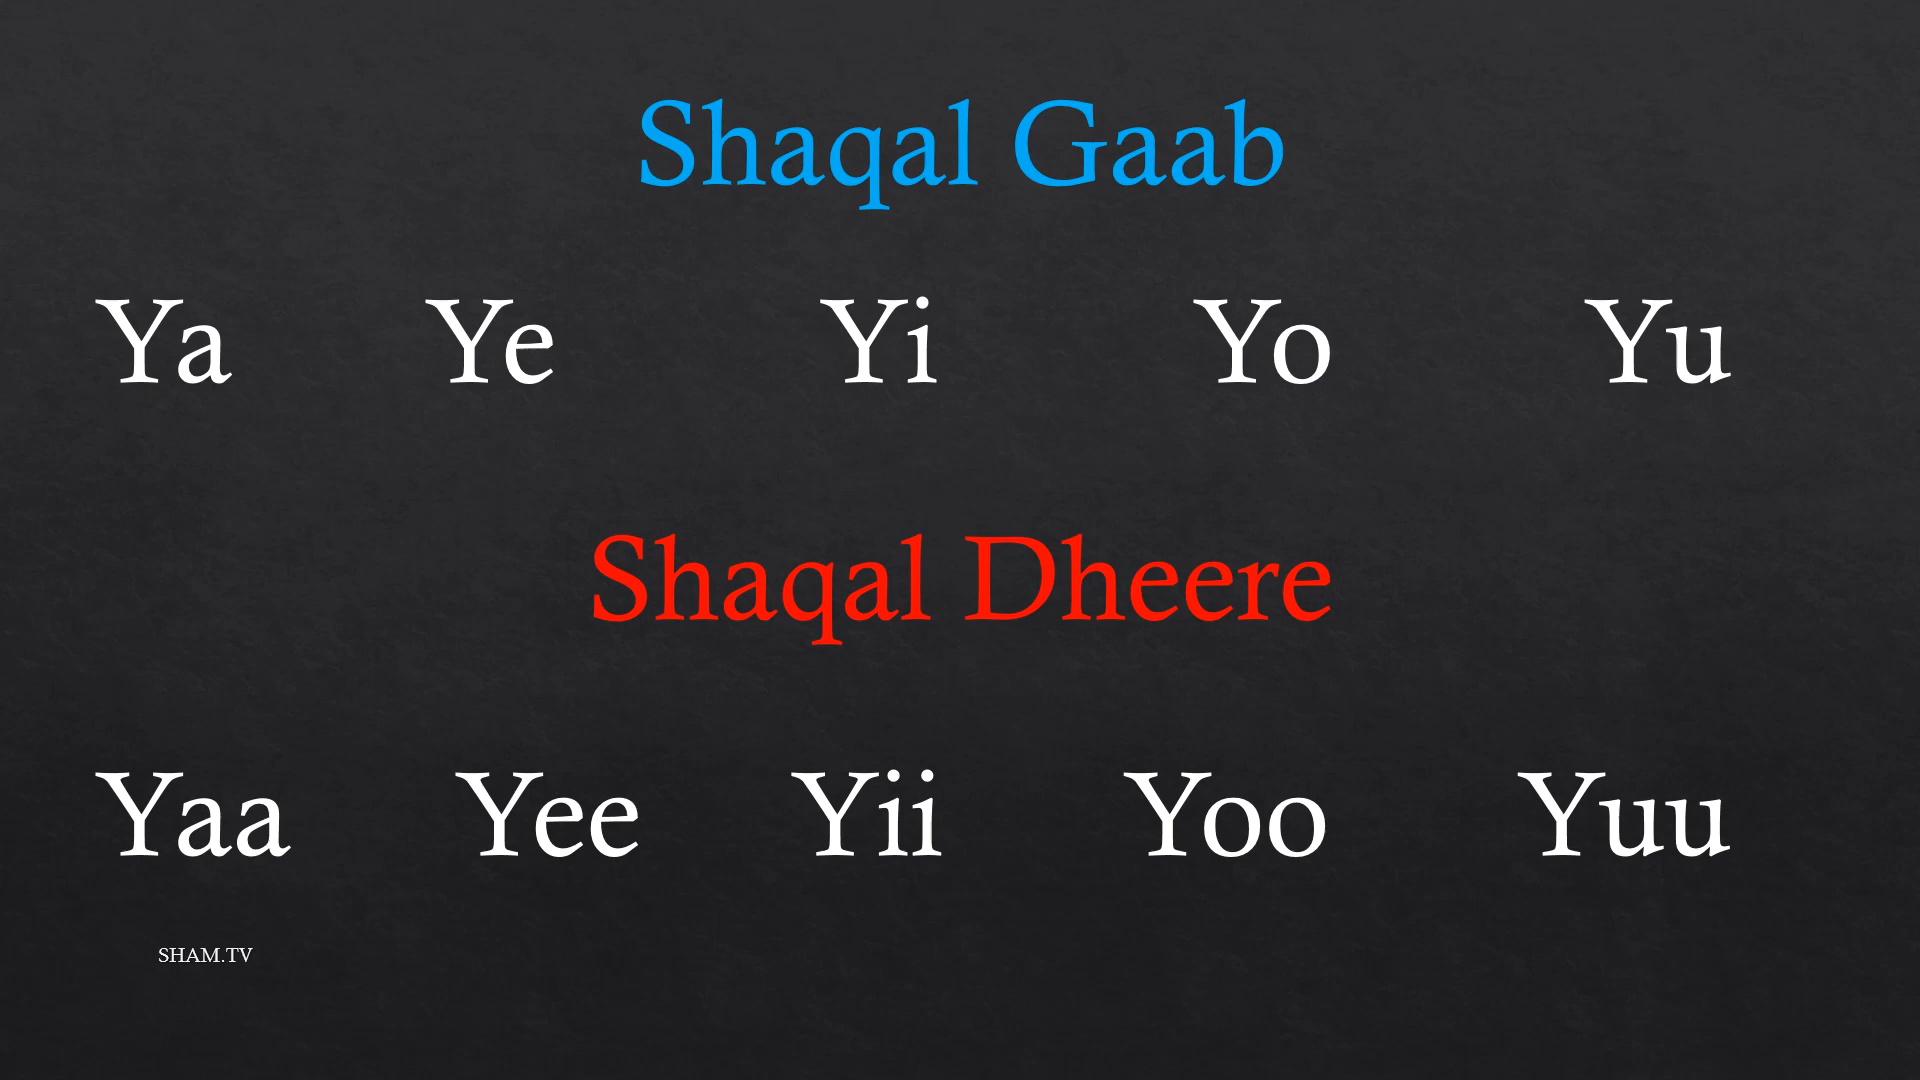 Shaqal Gaab
Ya Ye Yi Yo Yu
Shaqal Dheere
Yaa Yee Yii Yoo Yuu
SHAM.TV